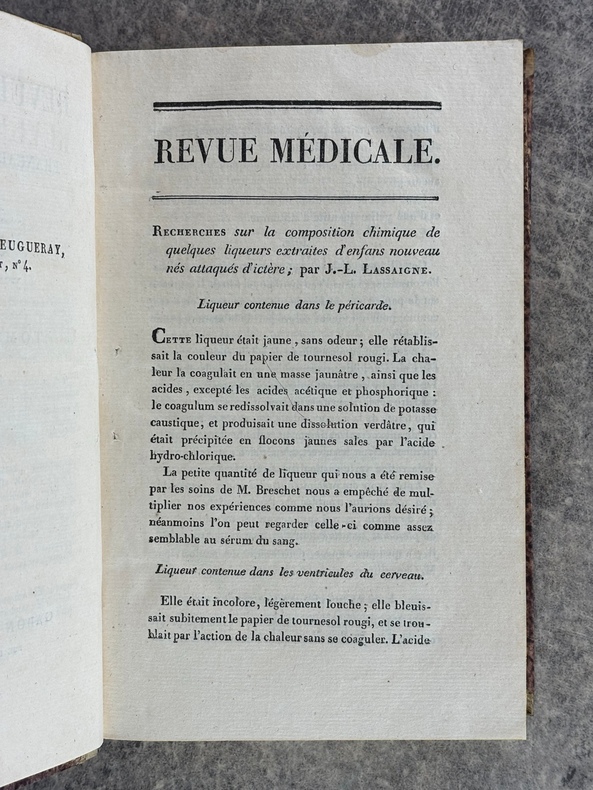 EUGUERAY,
, N° 4.
REVUE MÉDICALE.
RECHERCHES sur la composition chimique de
quelques liqueurs extraites d'enfans nouveau
nés attaqués d'ictère ; par J.-L. LASSAIGNE.
Liqueur contenue dans le péricarde.
CETTE liqueur était jaune , sans odeur ; elle rétablis-
sait la couleur du papier de tournesol rougi. La cha-
leur la coagulait en une masse jaunâtre , ainsi que les
acides , excepté les acides acétique et phosphorique :
le coagulum se redissolvait dans une solution de potasse
caustique, et produisait une dissolution verdâtre, qui
était précipitée en flocons jaunes sales par l'acide
hydro-chlorique.
La petite quantité de liqueur qui nous a été remise
par les soins de M. Breschet nous a empêché de mul-
tiplier nos expériences comme nous l'aurions désiré ;
néanmoins l'on peut regarder celle-ci comme assez
semblable au sérum du sang.
Liqueur contenue dans les ventricules du cerveau.
Elle était incolore, légèrement louche ; elle bleuis-
sait subitement le papier de tournesol rougi, et se trou-
blait par l'action de la chaleur sans se coaguler. L'acide